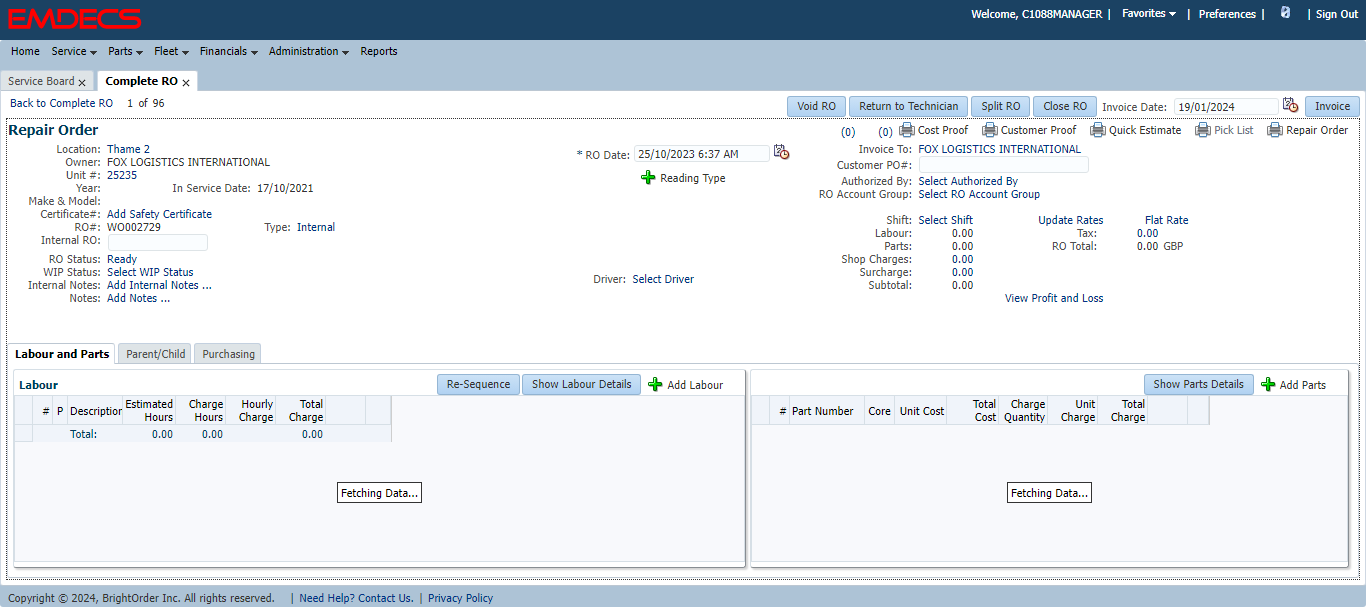 EMDECS
Welcome, C1088MANAGER | Favorites | Preferences | | Sign Out
Home Service Parts Fleet Financials Administration Reports
Service Board x Complete RO x
Back to Complete RO 1 of 96
Void RO Return to Technician Split RO Close RO Invoice Date: 19/01/2024 Invoice
Repair Order
(0) (0) Cost Proof Customer Proof Quick Estimate Pick List Repair Order
Location: Thame 2
Owner: FOX LOGISTICS INTERNATIONAL
Unit #: 25235
Year: In Service Date: 17/10/2021
Make & Model:
Certificate#: Add Safety Certificate
RO#: WO002729 Type: Internal
Internal RO:
RO Status: Ready
WIP Status: Select WIP Status
Internal Notes: Add Internal Notes ...
Notes: Add Notes ...
* RO Date: 25/10/2023 6:37 AM
Reading Type
Driver: Select Driver
Invoice To: FOX LOGISTICS INTERNATIONAL
Customer PO#:
Authorized By: Select Authorized By
RO Account Group: Select RO Account Group
Shift: Select Shift Update Rates Flat Rate
Labour: 0.00 Tax: 0.00
Parts: 0.00 RO Total: 0.00 GBP
Shop Charges: 0.00
Surcharge: 0.00
Subtotal: 0.00
View Profit and Loss
Labour and Parts Parent/Child Purchasing
Labour Re-Sequence Show Labour Details Add Labour
# P Description Estimated Hours Charge Hours Hourly Charge Total Charge
Total: 0.00 0.00 0.00
Fetching Data...
Show Parts Details Add Parts
# Part Number Core Unit Cost Total Cost Charge Quantity Unit Charge Total Charge
Fetching Data...
Copyright © 2024, BrightOrder Inc. All rights reserved. | Need Help? Contact Us. | Privacy Policy